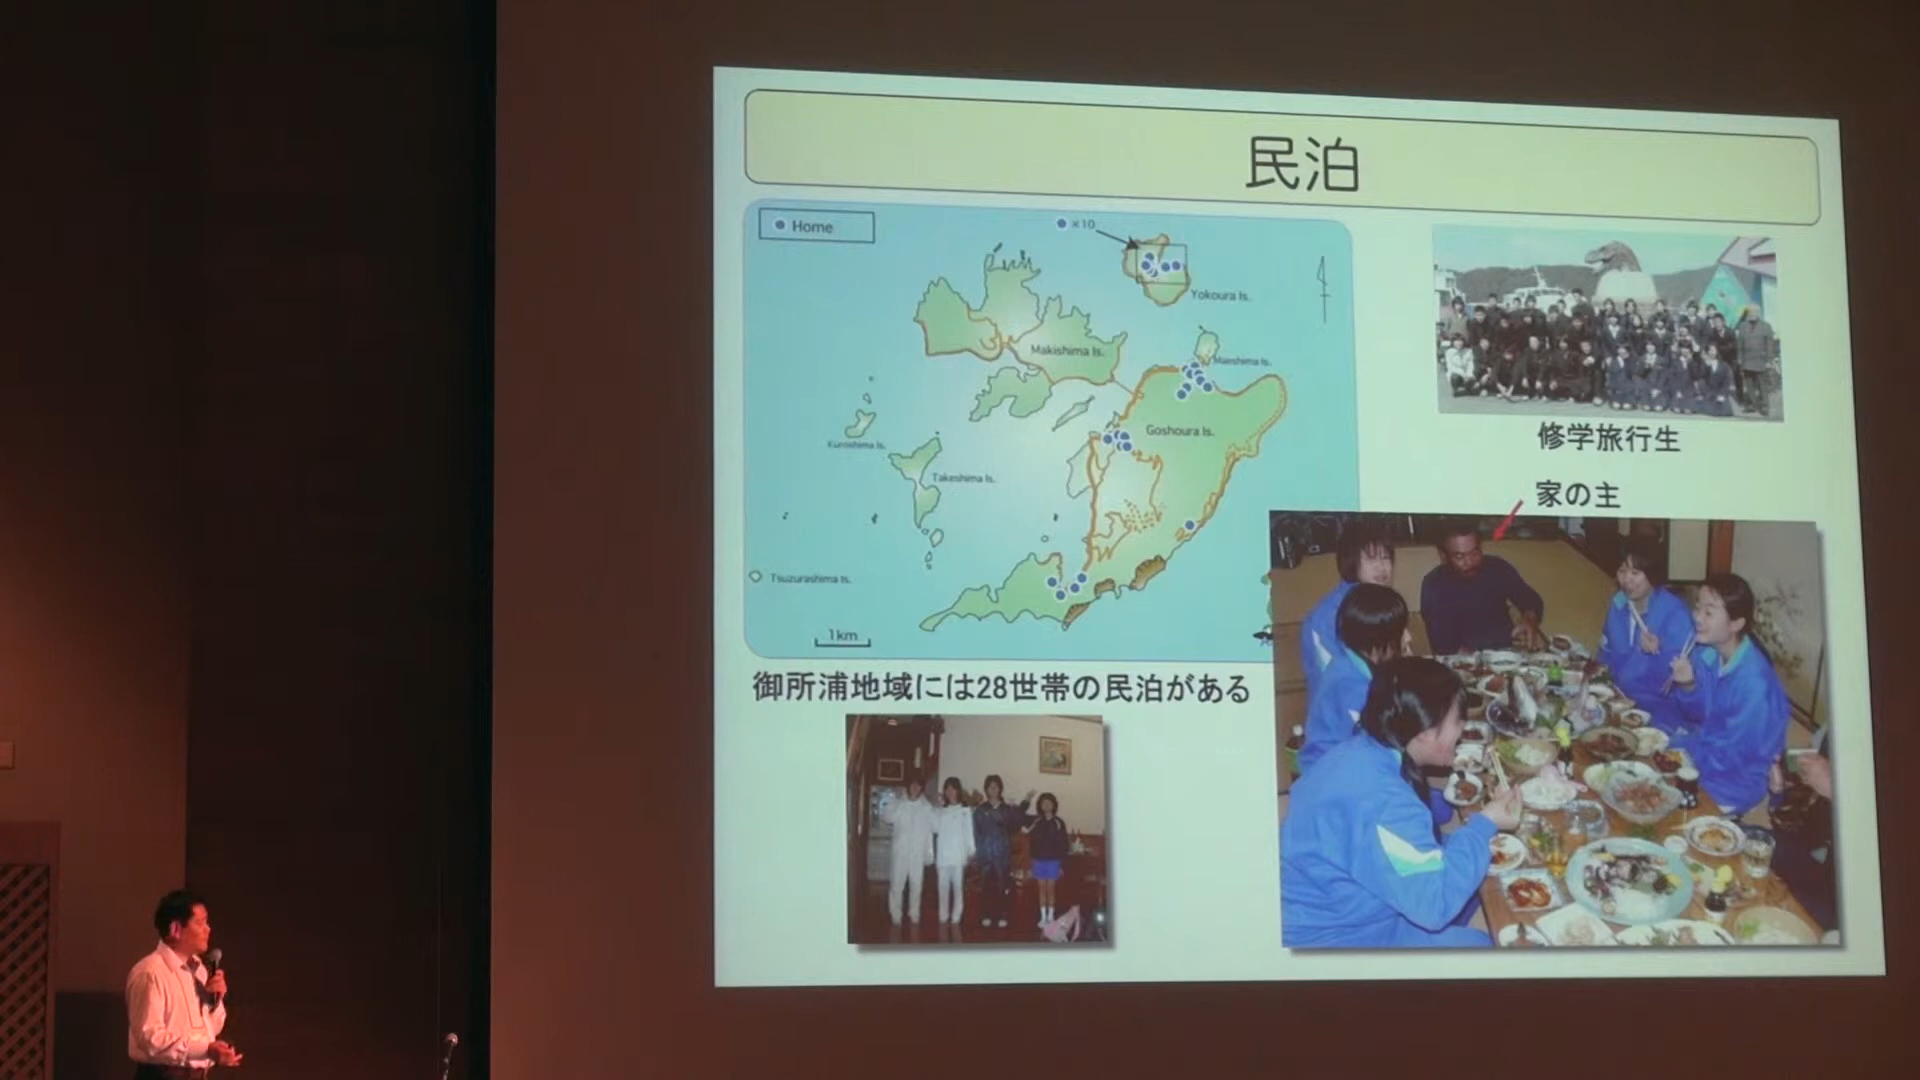 民泊
Home
×10
Yokoura Is.
Makishima Is.
Maeshima Is.
Goshoura Is.
Kuroshima Is.
Takeshima Is.
Tsuzurashima Is.
1km
修学旅行生
家の主
御所浦地域には28世帯の民泊がある